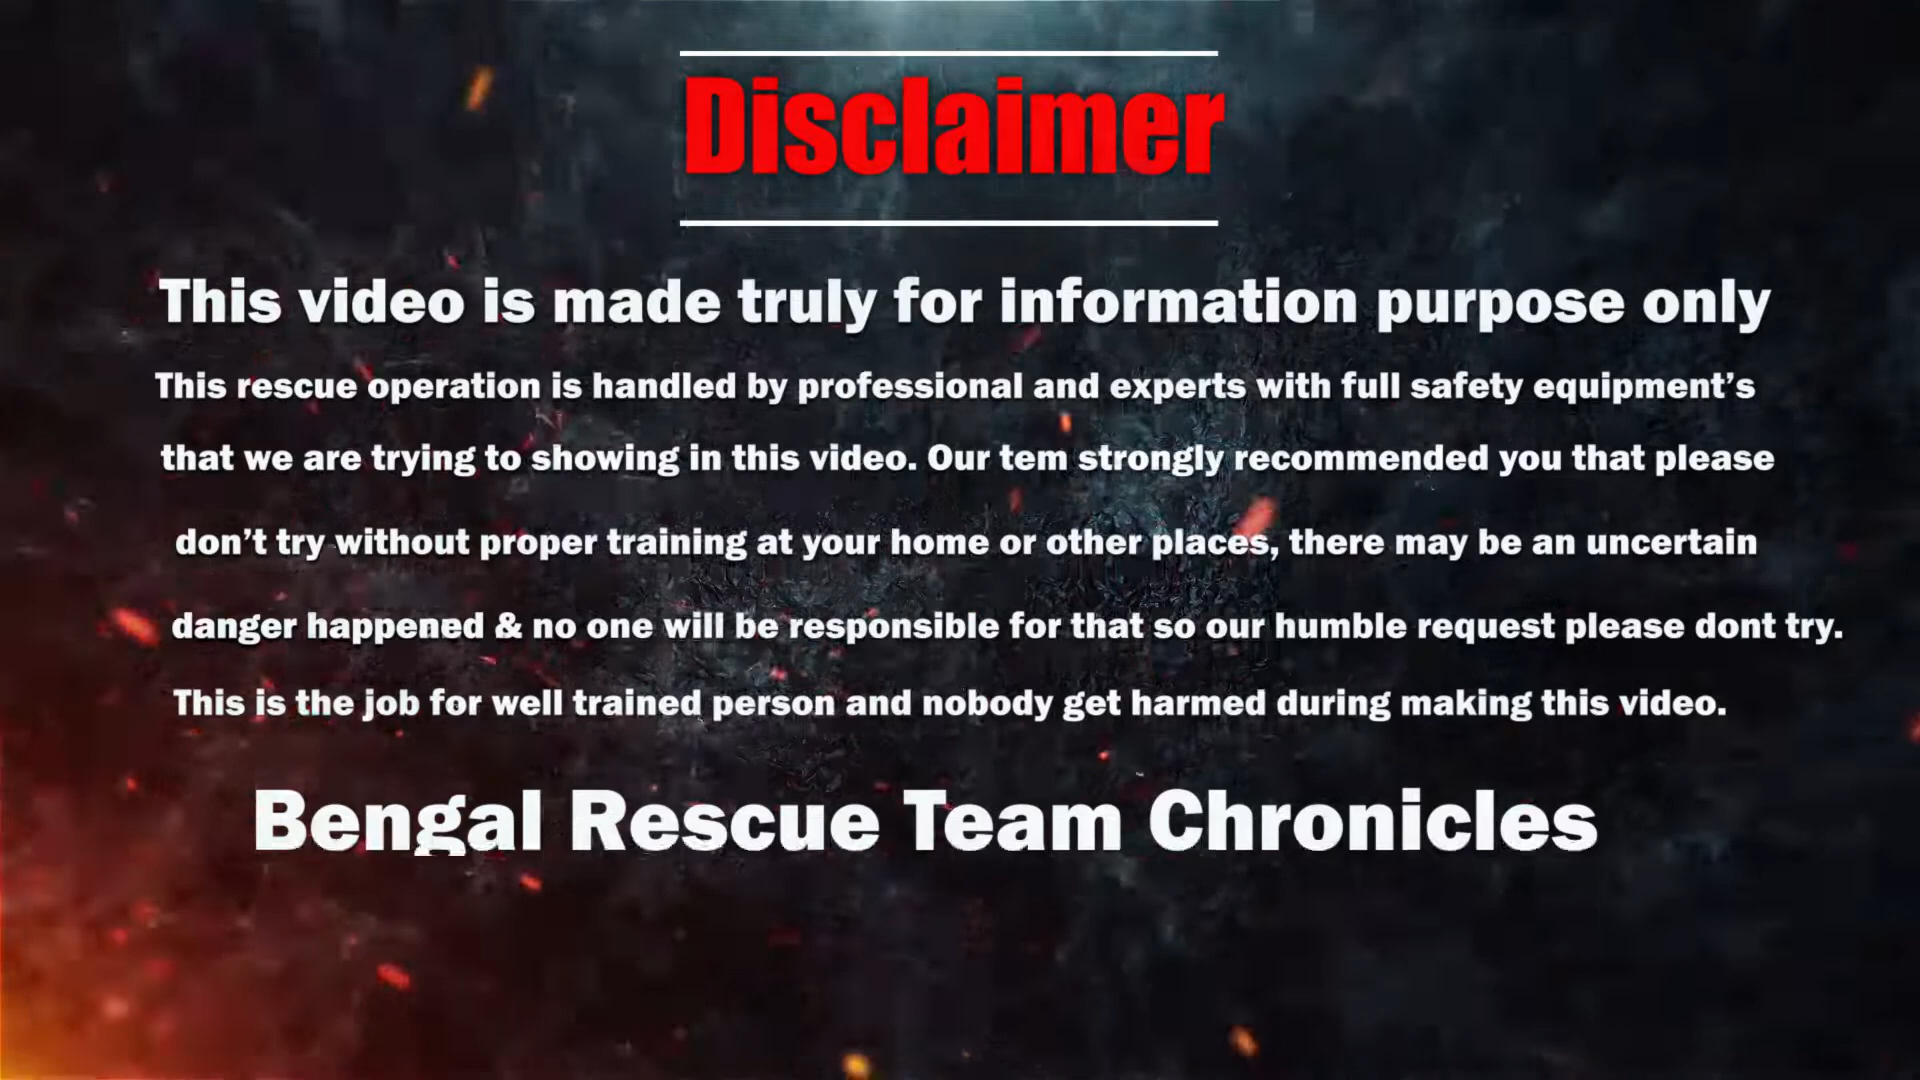 Disclaimer
This video is made truly for information purpose only
This rescue operation is handled by professional and experts with full safety equipment’s
that we are trying to showing in this video. Our tem strongly recommended you that please
don’t try without proper training at your home or other places, there may be an uncertain
danger happened & no one will be responsible for that so our humble request please dont try.
This is the job for well trained person and nobody get harmed during making this video.
Bengal Rescue Team Chronicles